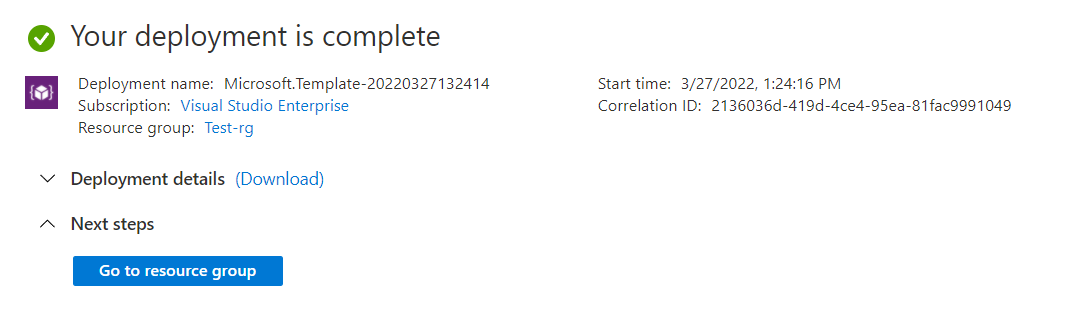 Your deployment is complete
Deployment name: Microsoft.Template-20220327132414
Subscription: Visual Studio Enterprise
Resource group: Test-rg
Start time: 3/27/2022, 1:24:16 PM
Correlation ID: 2136036d-419d-4ce4-95ea-81fac9991049
Deployment details (Download)
Next steps
Go to resource group